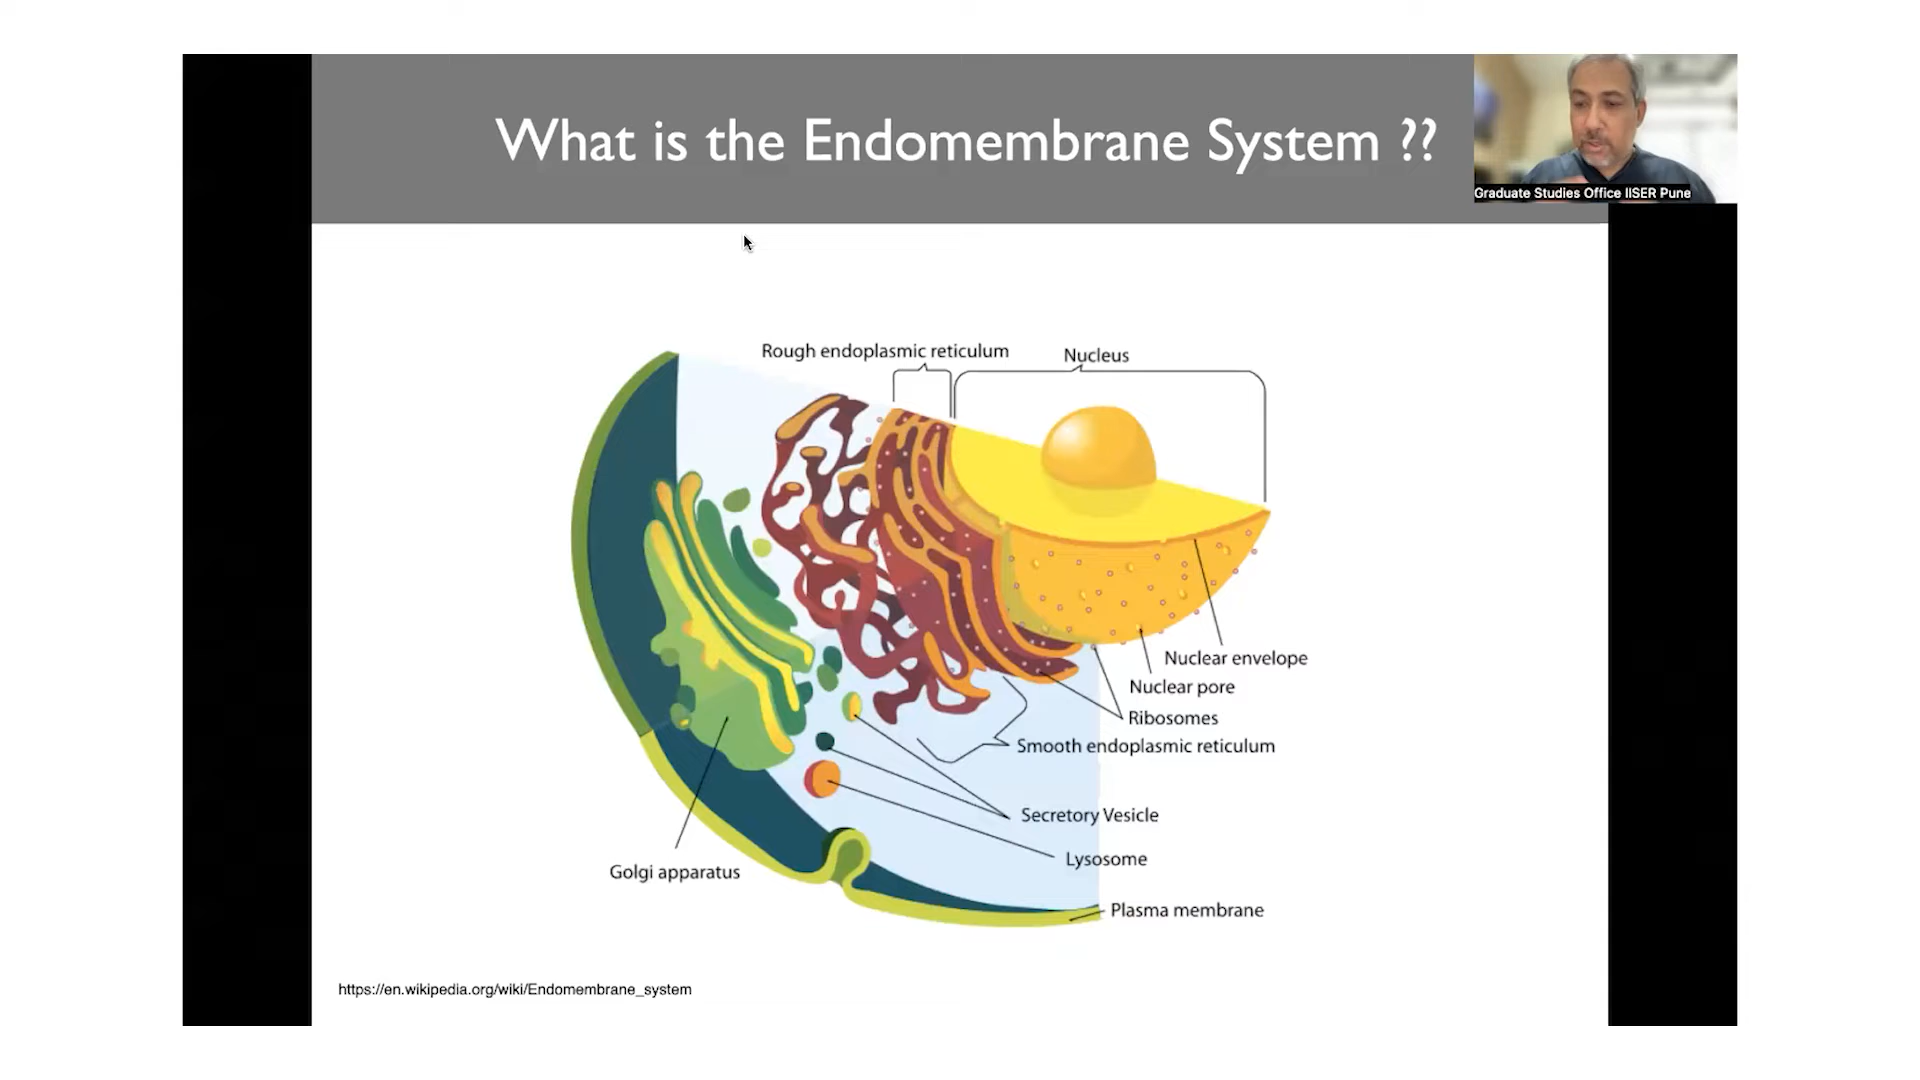 What is the Endomembrane System ??
Graduate Studies Office IISER Pune
Rough endoplasmic reticulum
Nucleus
Nuclear envelope
Nuclear pore
Ribosomes
Smooth endoplasmic reticulum
Secretory Vesicle
Lysosome
Golgi apparatus
Plasma membrane
https://en.wikipedia.org/wiki/Endomembrane_system